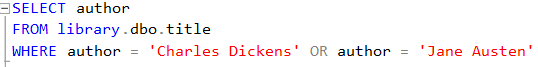 SELECT author
FROM library.dbo.title
WHERE author = 'Charles Dickens' OR author = 'Jane Austen'